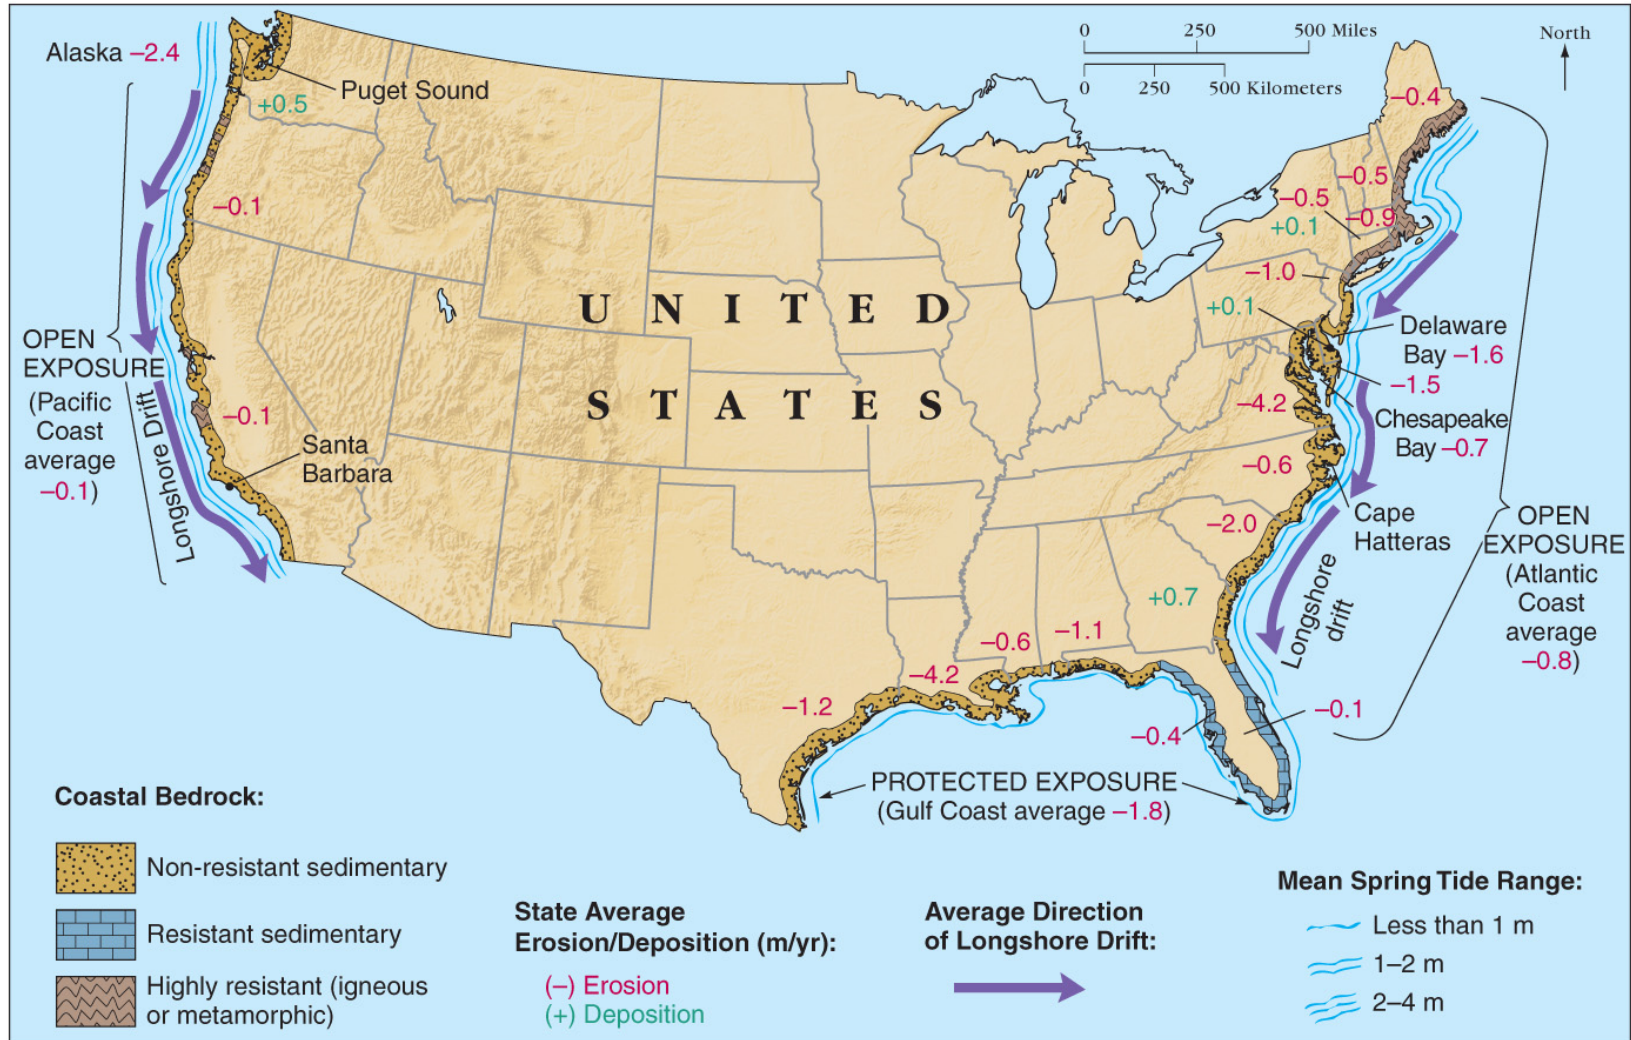 Alaska –2.4
Puget Sound
+0.5
–0.1
OPEN
EXPOSURE
(Pacific
Coast
average
–0.1)
Longshore Drift
–0.1
Santa
Barbara
UNITED
STATES
0 250 500 Miles
0 250 500 Kilometers
North
–0.4
–0.5
–0.5
–0.9
+0.1
–1.0
+0.1
Delaware
Bay –1.6
–1.5
–4.2
Chesapeake
Bay –0.7
–0.6
Cape
Hatteras
–2.0
+0.7
Longshore
drift
OPEN
EXPOSURE
(Atlantic
Coast
average
–0.8)
–0.6
–1.1
–4.2
–1.2
–0.4
–0.1
PROTECTED EXPOSURE
(Gulf Coast average –1.8)
Coastal Bedrock:
Non-resistant sedimentary
Resistant sedimentary
Highly resistant (igneous
or metamorphic)
State Average
Erosion/Deposition (m/yr):
(–) Erosion
(+) Deposition
Average Direction
of Longshore Drift:
Mean Spring Tide Range:
Less than 1 m
1–2 m
2–4 m